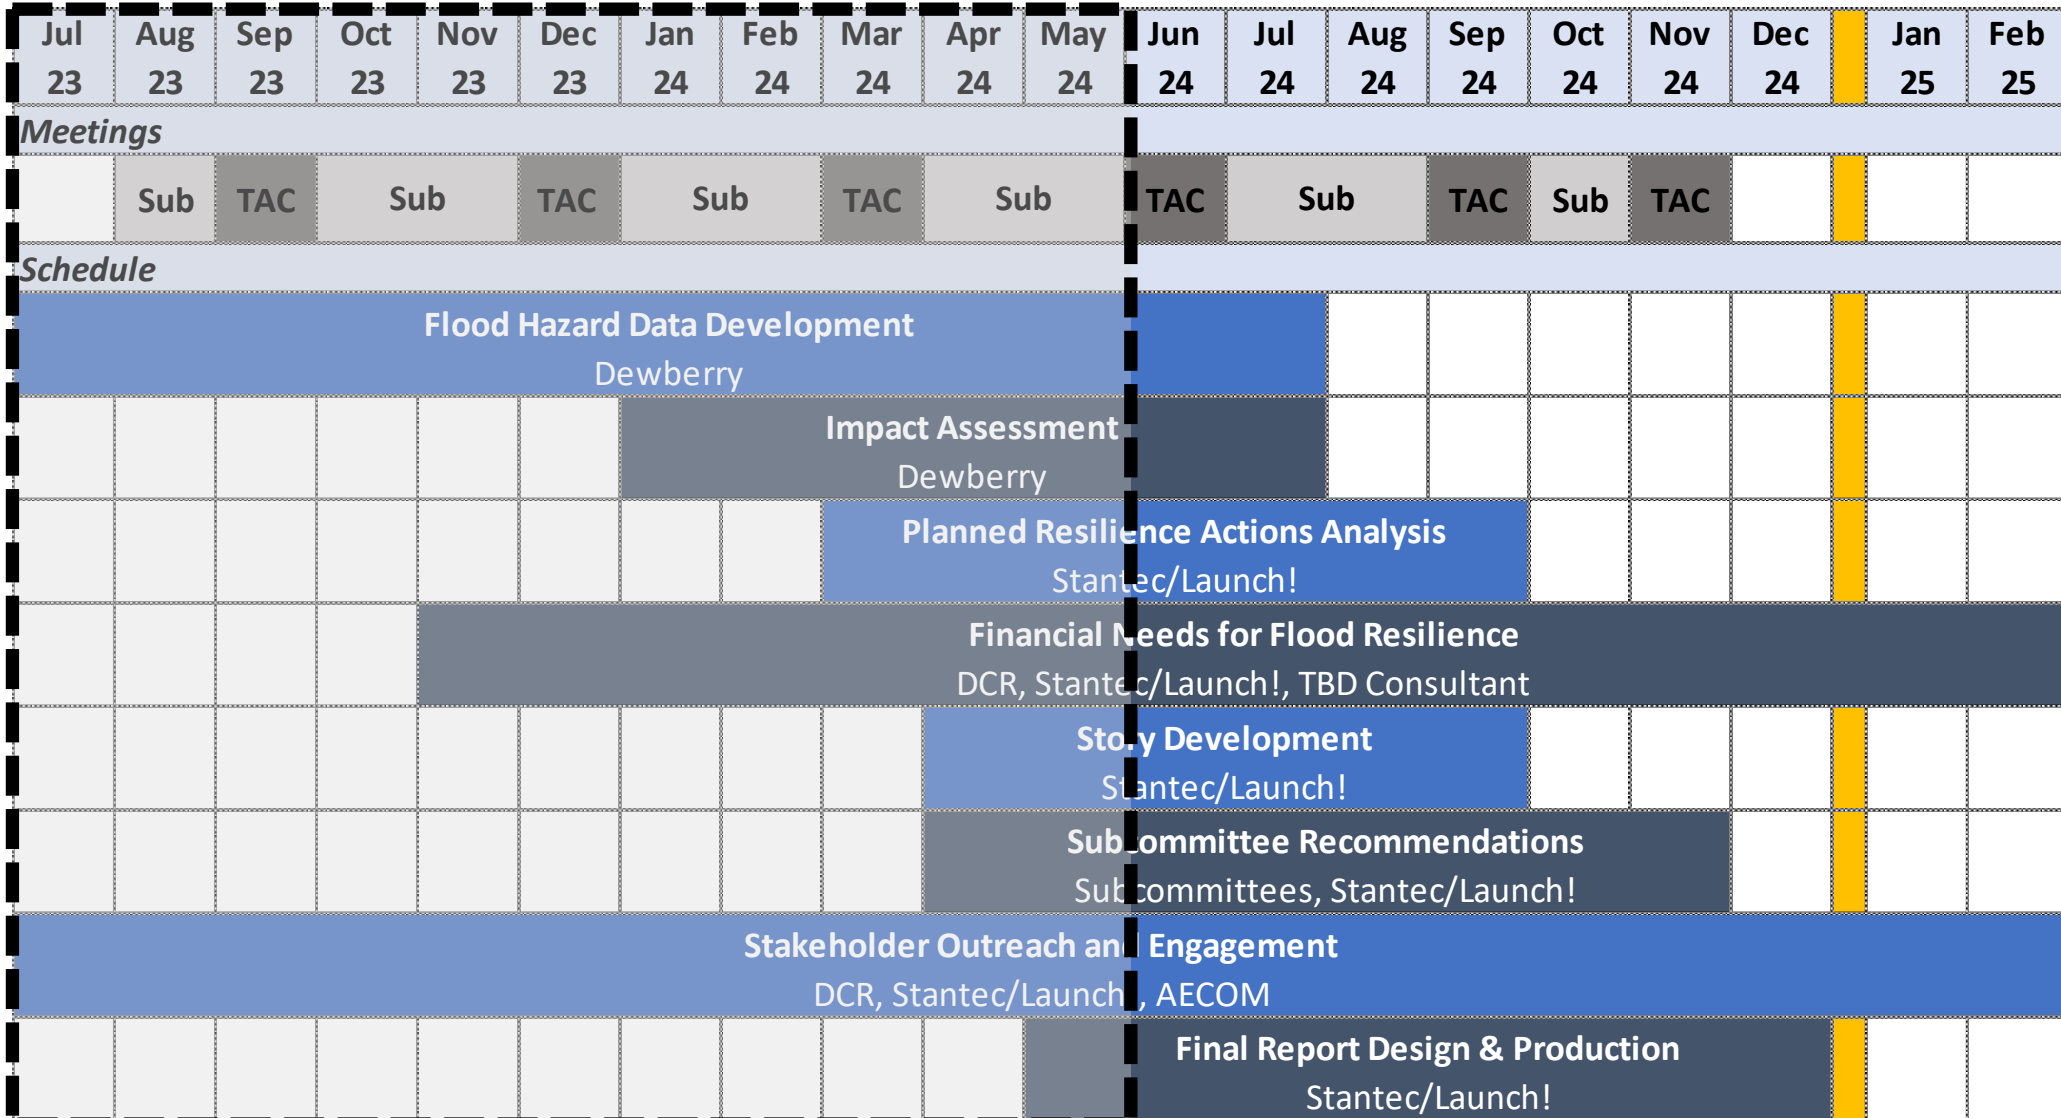 Jul Aug Sep Oct Nov Dec Jan Feb Mar Apr May Jun Jul Aug Sep Oct Nov Dec Jan Feb
23 23 23 23 23 23 24 24 24 24 24 24 24 24 24 24 24 24 25 25
Meetings
Sub TAC Sub TAC Sub TAC Sub TAC Sub TAC Sub TAC
Schedule
Flood Hazard Data Development
Dewberry
Impact Assessment
Dewberry
Planned Resilience Actions Analysis
Stantec/Launch!
Financial Needs for Flood Resilience
DCR, Stantec/Launch!, TBD Consultant
Story Development
Stantec/Launch!
Subcommittee Recommendations
Subcommittees, Stantec/Launch!
Stakeholder Outreach and Engagement
DCR, Stantec/Launch!, AECOM
Final Report Design & Production
Stantec/Launch!